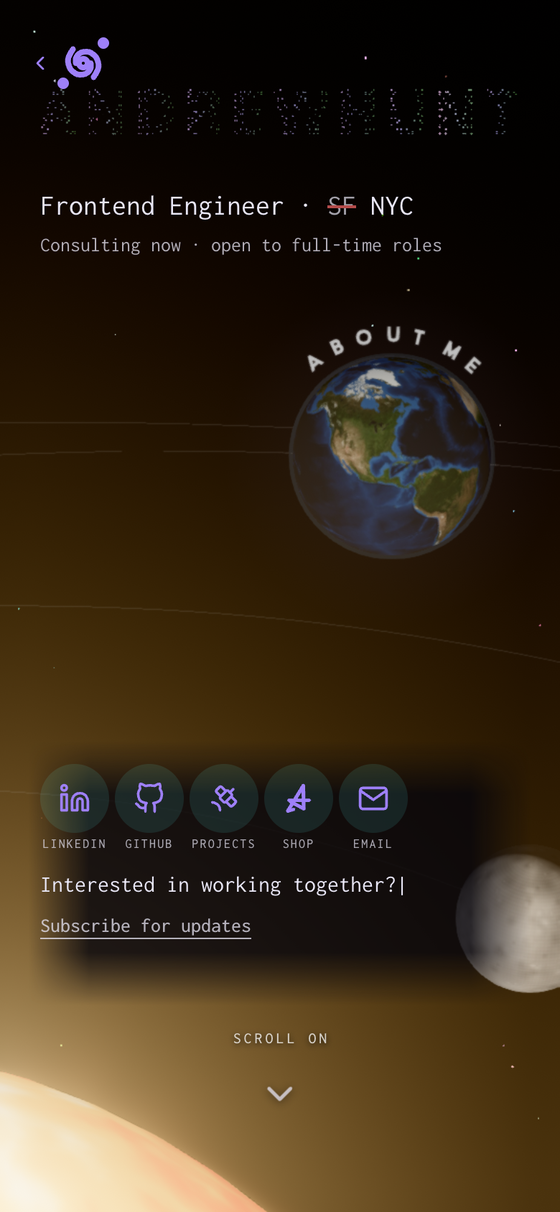 ANDREWHUNT
Frontend Engineer · SF NYC
Consulting now · open to full-time roles
ABOUT ME
LINKEDIN GITHUB PROJECTS SHOP EMAIL
Interested in working together?|
Subscribe for updates
SCROLL ON